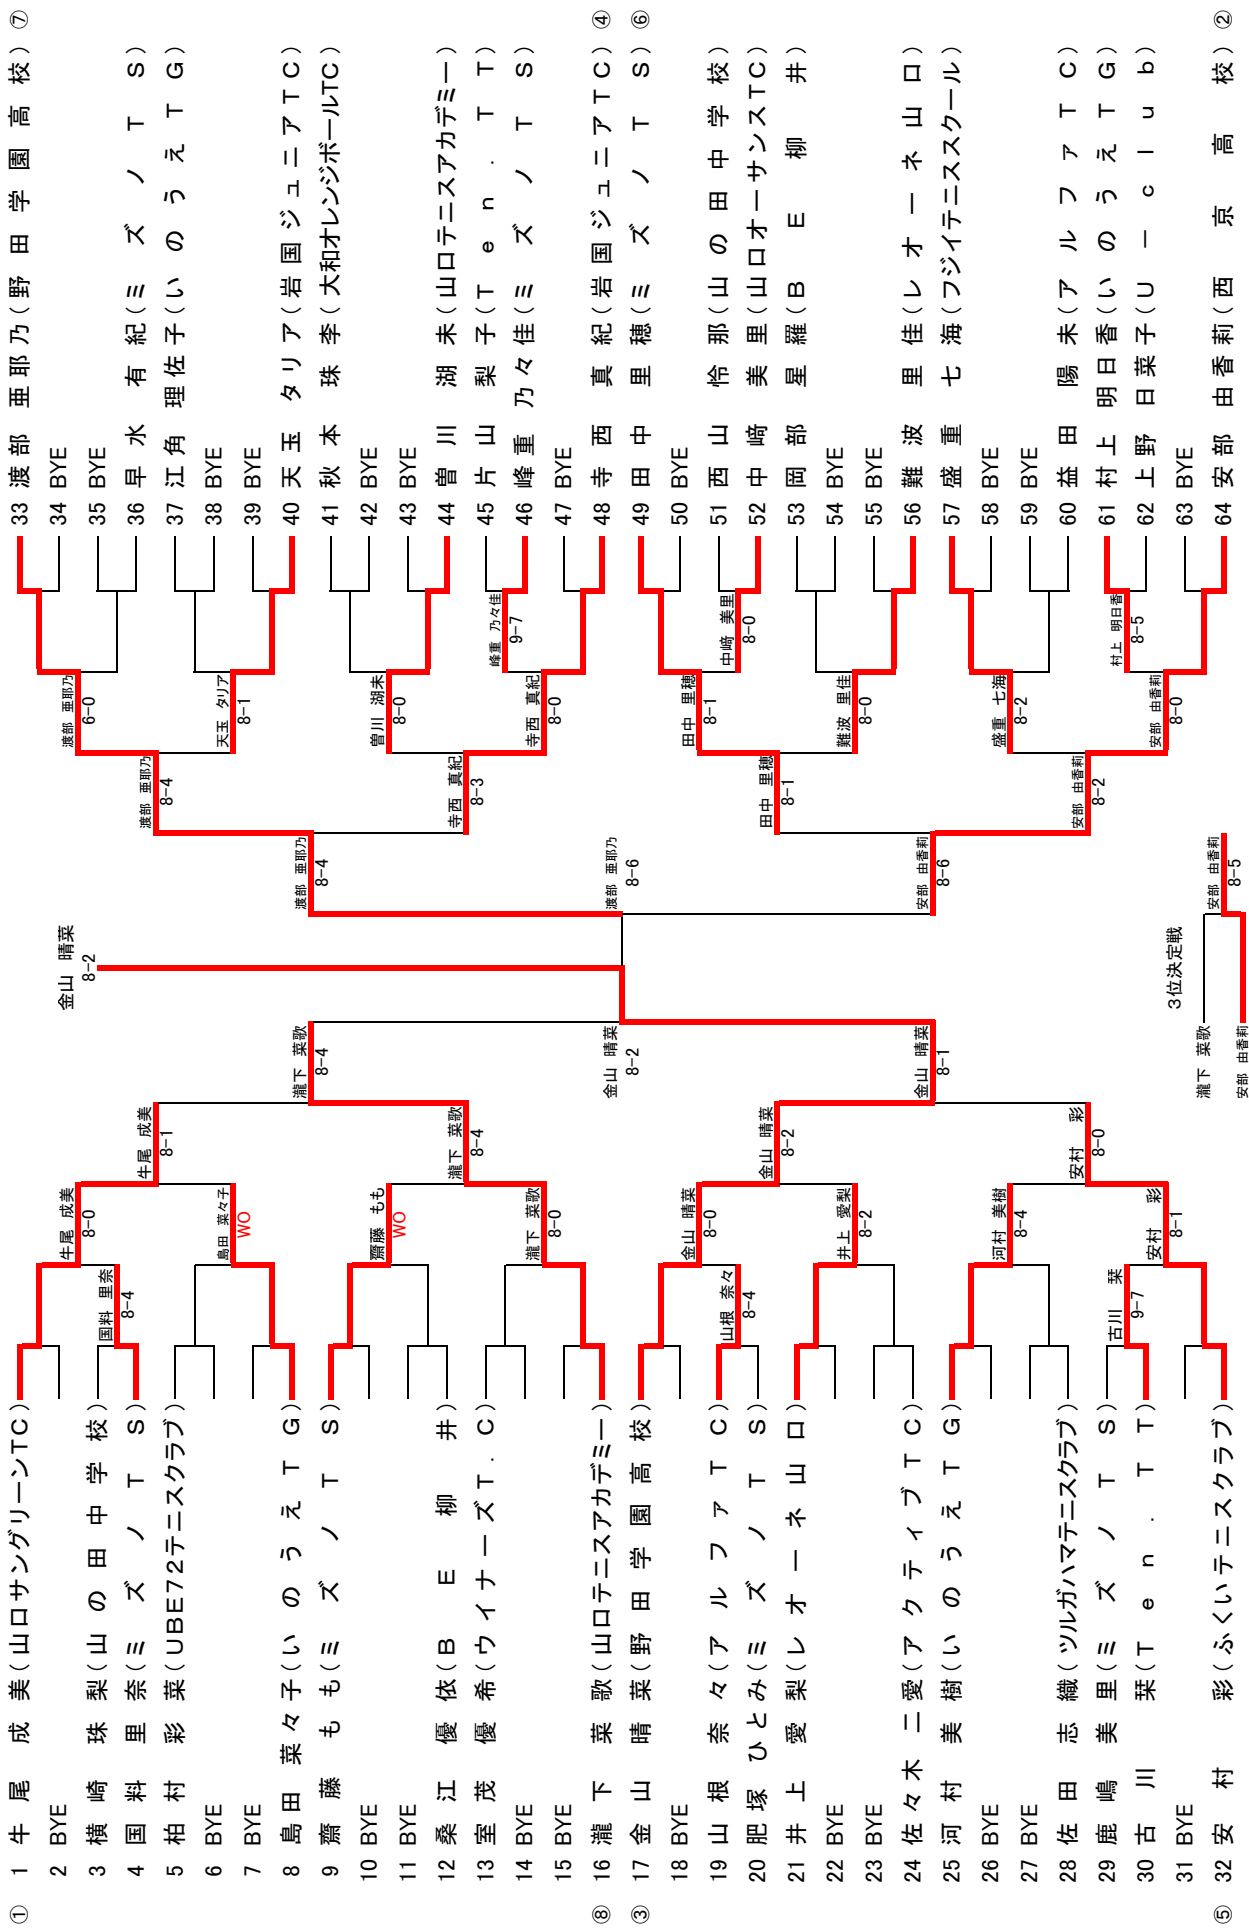 ① 1 牛尾 成美(山口サングリーンTC)
2 BYE
3 横崎 珠梨(山の田中学校)
4 国料 里奈(ミズノTS)
5 柏村 彩菜(UBE72テニスクラブ)
6 BYE
7 BYE
8 島田 菜々子(いのうえTG)
9 齋藤 もも(ミズノTS)
10 BYE
11 BYE
12 桑江 優依(BE柳井)
13 室茂 優希(ウイナーズT.C)
14 BYE
15 BYE
⑧ 16 瀧下 菜歌(山口テニスアカデミー)
③ 17 金山 晴菜(野田学園高校)
18 BYE
19 山根 奈々(アルファTC)
20 肥塚 ひとみ(ミズノTS)
21 井上 愛梨(レオーネ山口)
22 BYE
23 BYE
24 佐々木 二愛(アクティブTC)
25 河村 美樹(いのうえTG)
26 BYE
27 BYE
28 佐田 志織(ツルガハマテニスクラブ)
29 鹿嶋 美里(ミズノTS)
30 古川 栞(Ten.TT)
31 BYE
⑤ 32 安村 彩(ふくいテニスクラブ)
国料 里奈
8-4
山根 奈々
8-4
古川 栞
9-7
牛尾 成美
8-0
島田 菜々子
WO
齋藤 もも
WO
瀧下 菜歌
8-0
金山 晴菜
8-0
井上 愛梨
8-2
河村 美樹
8-4
安村 彩
8-1
牛尾 成美
8-1
瀧下 菜歌
8-4
金山 晴菜
8-2
安村 彩
8-0
瀧下 菜歌
8-4
金山 晴菜
8-1
金山 晴菜
8-2
金山 晴菜
8-2
渡部 亜耶乃
8-6
渡部 亜耶乃
8-4
安部 由香莉
8-6
渡部 亜耶乃
8-4
寺西 真紀
8-3
田中 里穂
8-1
安部 由香莉
8-2
渡部 亜耶乃
6-0
天玉 タリア
8-1
曽川 湖未
8-0
寺西 真紀
8-0
田中 里穂
8-1
難波 里佳
8-0
盛重 七海
8-2
安部 由香莉
8-0
峰重 乃々佳
9-7
中﨑 美里
8-0
村上 明日香
8-5
33 渡部 亜耶乃(野田学園高校) ⑦
34 BYE
35 BYE
36 早水 有紀(ミズノTS)
37 江角 理佐子(いのうえTG)
38 BYE
39 BYE
40 天玉 タリア(岩国ジュニアTC)
41 秋本 珠李(大和オレンジボールTC)
42 BYE
43 BYE
44 曽川 湖未(山口テニスアカデミー)
45 片山 梨子(Ten.TT)
46 峰重 乃々佳(ミズノTS)
47 BYE
48 寺西 真紀(岩国ジュニアTC) ④
49 田中 里穂(ミズノTS) ⑥
50 BYE
51 西山 怜那(山の田中学校)
52 中﨑 美里(山口オーサンスTC)
53 岡部 星羅(BE柳井)
54 BYE
55 BYE
56 難波 里佳(レオーネ山口)
57 盛重 七海(フジイテニススクール)
58 BYE
59 BYE
60 益田 陽未(アルファTC)
61 村上 明日香(いのうえTG)
62 上野 日菜子(U-club)
63 BYE
64 安部 由香莉(西京高校) ②
3位決定戦
瀧下 菜歌
安部 由香莉
安部 由香莉
8-5